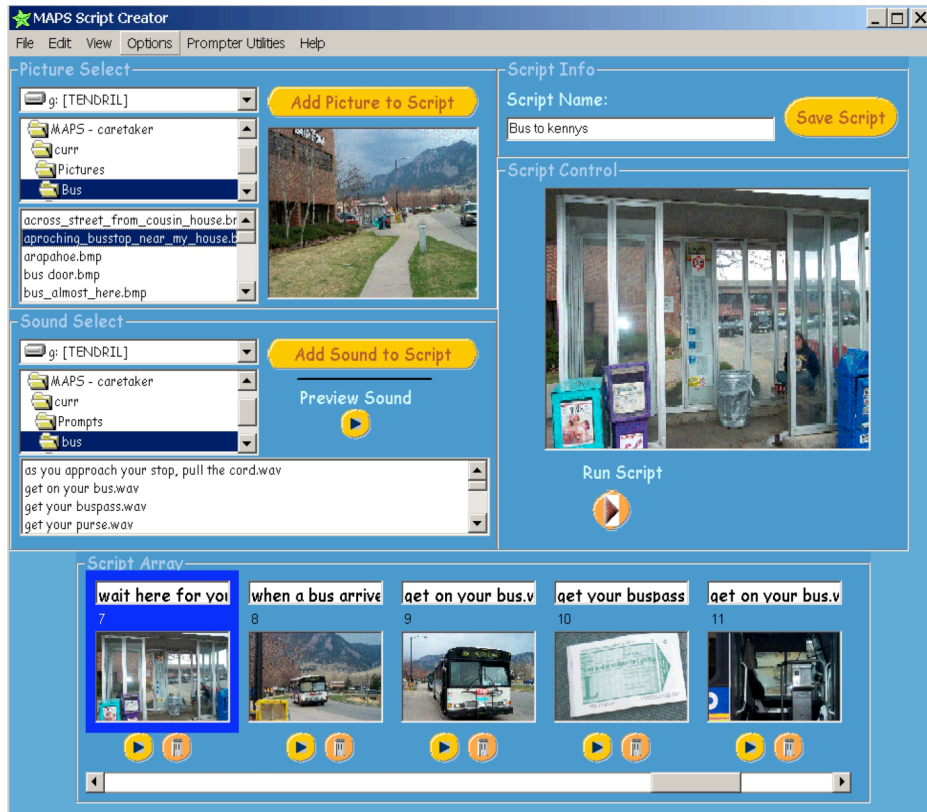 MAPS Script Creator
File Edit View Options Prompter Utilities Help
Picture Select
g: [TENDRIL]
MAPS - caretaker
curr
Pictures
Bus
across_street_from_cousin_house.br
aproching_busstop_near_my_house.b
arapahoe.bmp
bus door.bmp
bus_almost_here.bmp
Add Picture to Script
Sound Select
g: [TENDRIL]
MAPS - caretaker
curr
Prompts
bus
Add Sound to Script
Preview Sound
as you approach your stop, pull the cord.wav
get on your bus.wav
get your buspass.wav
get your purse.wav
Script Info
Script Name:
Bus to kennys
Save Script
Script Control
Run Script
Script Array
wait here for you
when a bus arrive
get on your bus.v
get your buspass
get on your bus.v
7
8
9
10
11